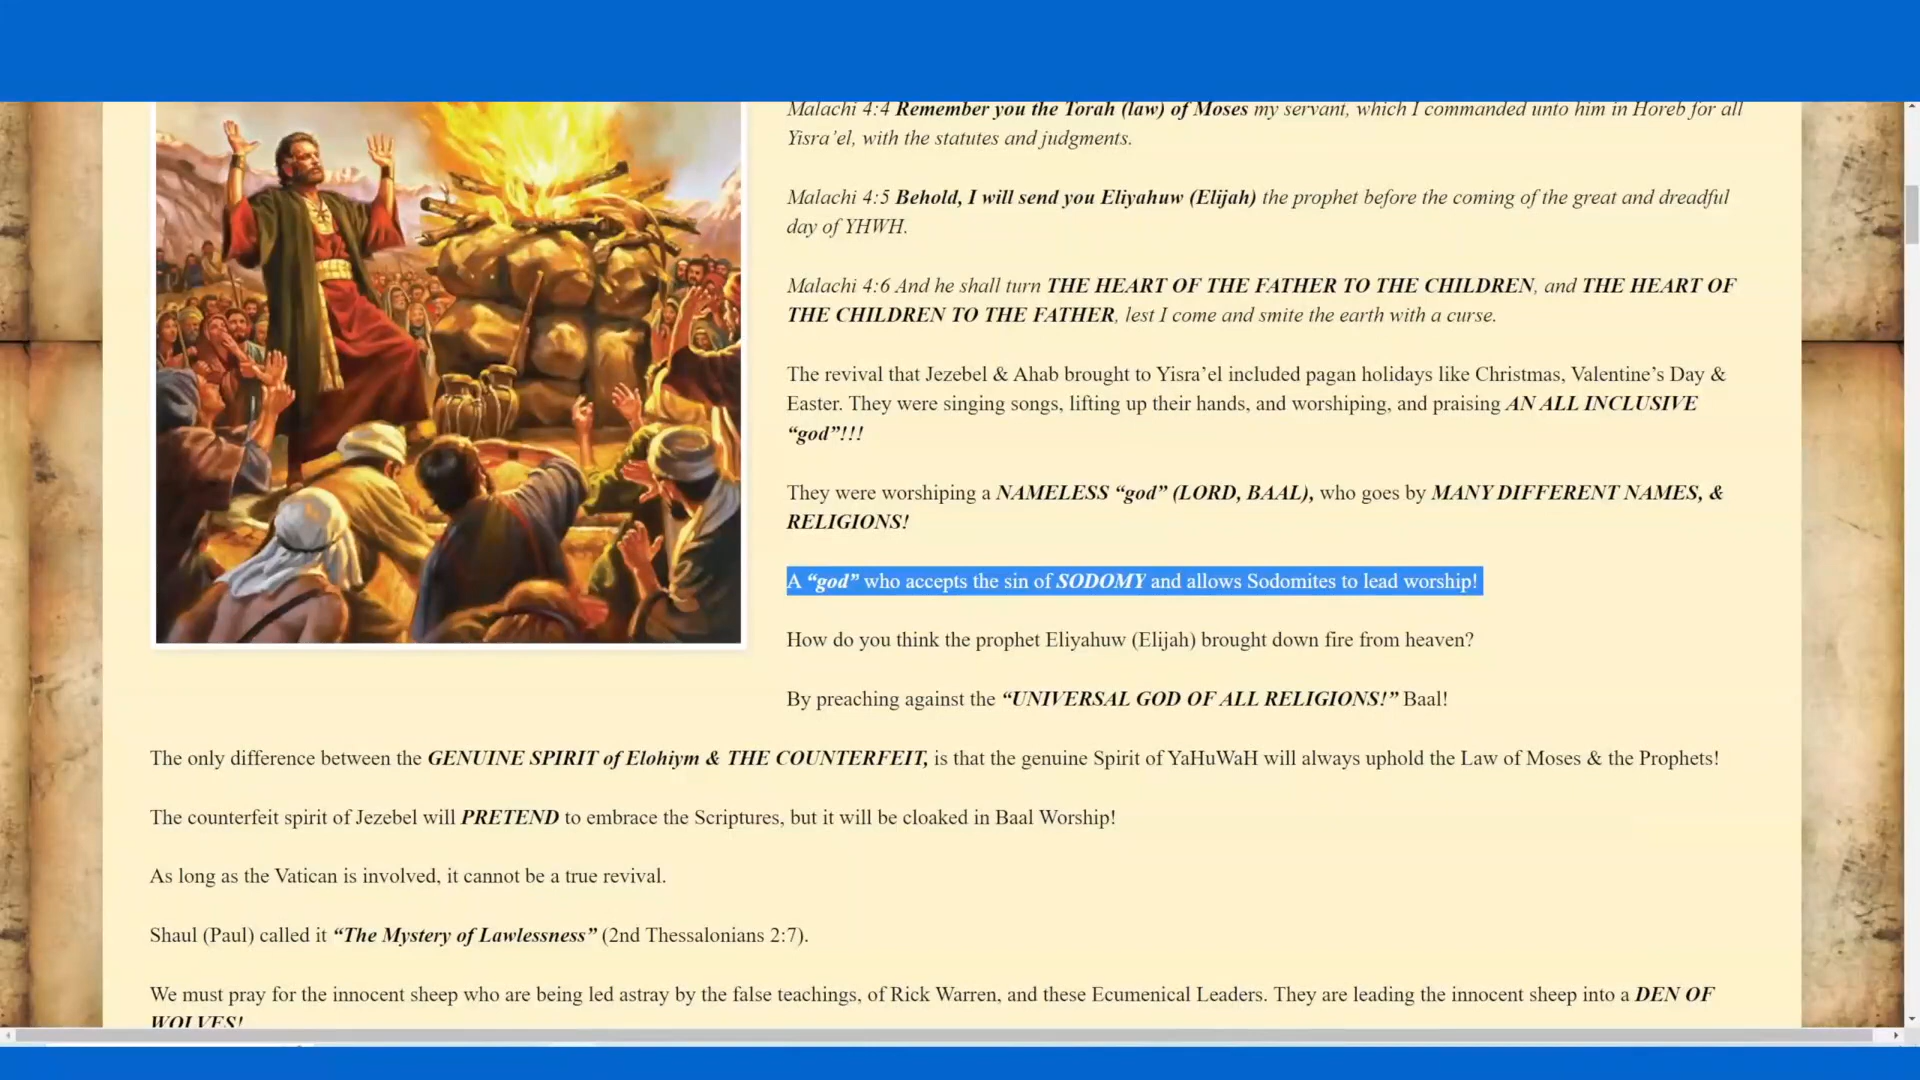 Malachi 4:4 Remember you the Torah (law) of Moses my servant, which I commanded unto him in Horeb for all
Yisra’el, with the statutes and judgments.
Malachi 4:5 Behold, I will send you Eliyahuw (Elijah) the prophet before the coming of the great and dreadful
day of YHWH.
Malachi 4:6 And he shall turn THE HEART OF THE FATHER TO THE CHILDREN, and THE HEART OF
THE CHILDREN TO THE FATHER, lest I come and smite the earth with a curse.
The revival that Jezebel & Ahab brought to Yisra’el included pagan holidays like Christmas, Valentine’s Day &
Easter. They were singing songs, lifting up their hands, and worshiping, and praising AN ALL INCLUSIVE
“god”!!!
They were worshiping a NAMELESS “god” (LORD, BAAL), who goes by MANY DIFFERENT NAMES, &
RELIGIONS!
A “god” who accepts the sin of SODOMY and allows Sodomites to lead worship!
How do you think the prophet Eliyahuw (Elijah) brought down fire from heaven?
By preaching against the “UNIVERSAL GOD OF ALL RELIGIONS!” Baal!
The only difference between the GENUINE SPIRIT of Elohiym & THE COUNTERFEIT, is that the genuine Spirit of YaHuWaH will always uphold the Law of Moses & the Prophets!
The counterfeit spirit of Jezebel will PRETEND to embrace the Scriptures, but it will be cloaked in Baal Worship!
As long as the Vatican is involved, it cannot be a true revival.
Shaul (Paul) called it “The Mystery of Lawlessness” (2nd Thessalonians 2:7).
We must pray for the innocent sheep who are being led astray by the false teachings, of Rick Warren, and these Ecumenical Leaders. They are leading the innocent sheep into a DEN OF
WOLVES!